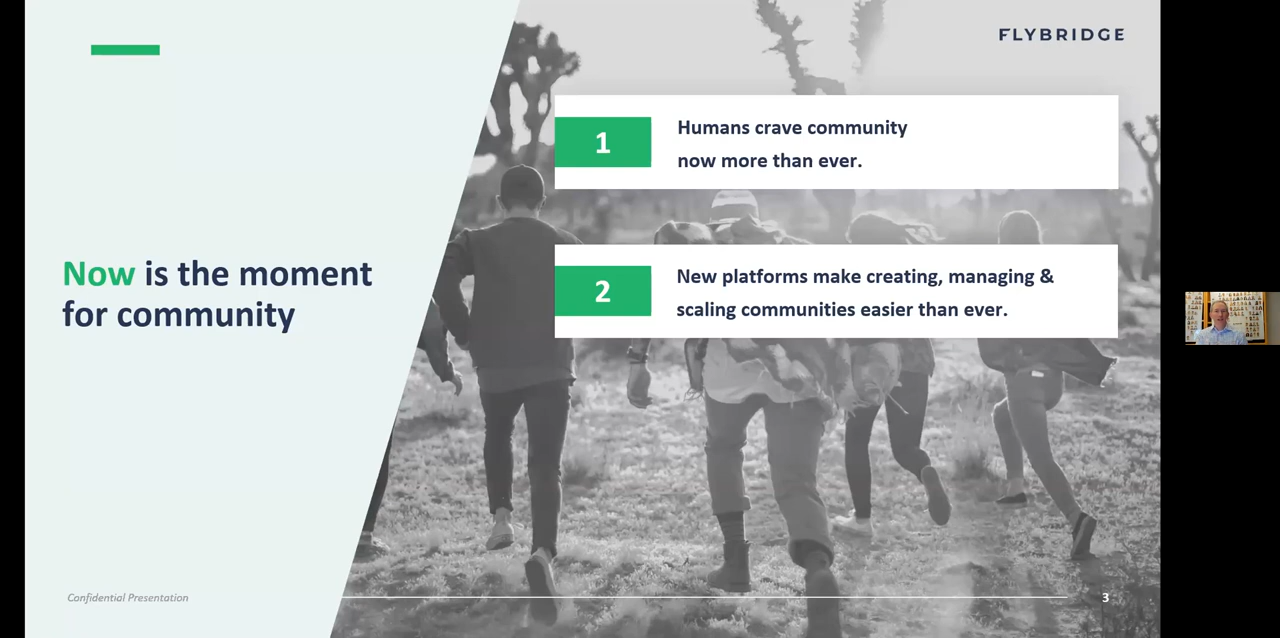 FLYBRIDGE
Now is the moment
for community
1
Humans crave community
now more than ever.
2
New platforms make creating, managing &
scaling communities easier than ever.
Confidential Presentation
3